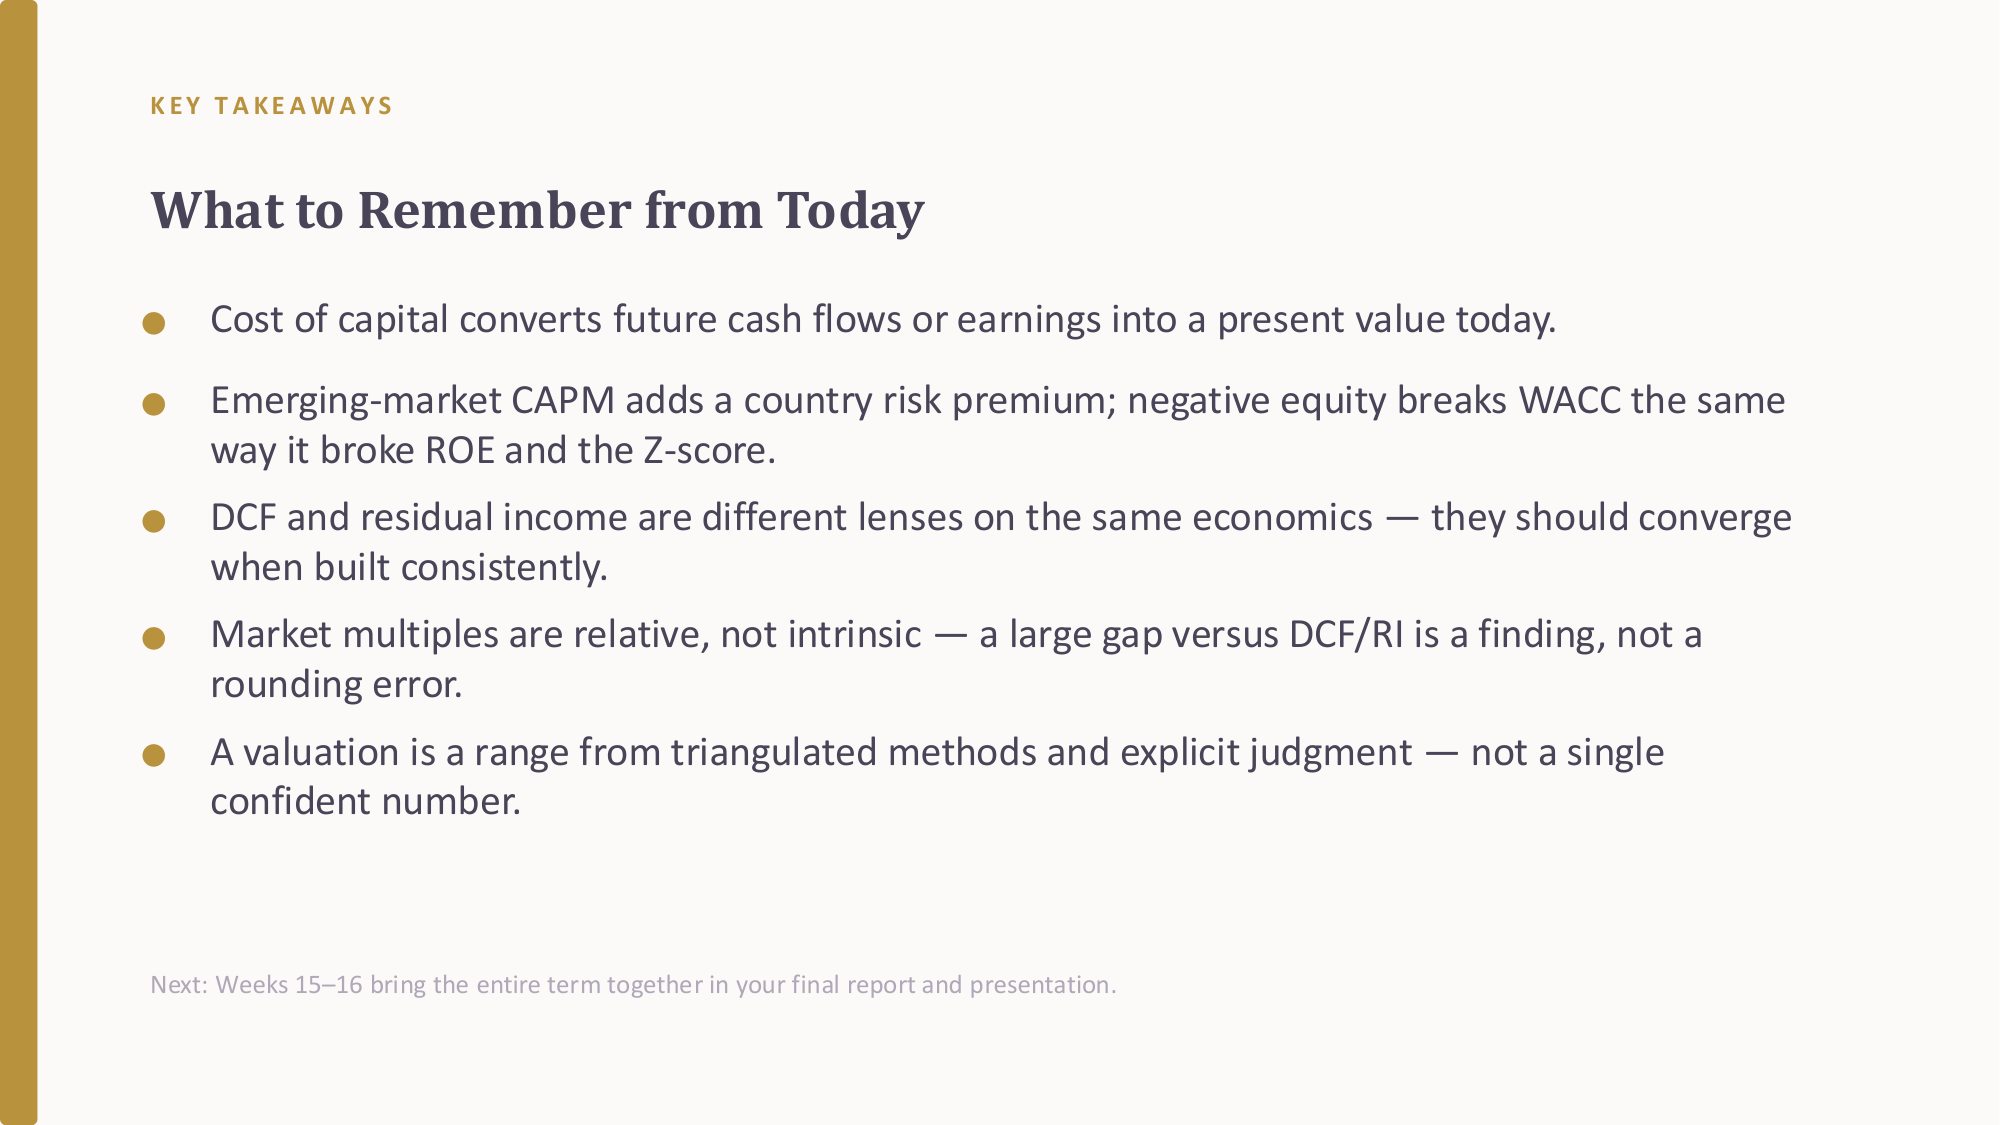 KEY TAKEAWAYS
What to Remember from Today
● Cost of capital converts future cash flows or earnings into a present value today.
● Emerging-market CAPM adds a country risk premium; negative equity breaks WACC the same
way it broke ROE and the Z-score.
● DCF and residual income are different lenses on the same economics — they should converge
when built consistently.
● Market multiples are relative, not intrinsic — a large gap versus DCF/RI is a finding, not a
rounding error.
● A valuation is a range from triangulated methods and explicit judgment — not a single
confident number.
Next: Weeks 15–16 bring the entire term together in your final report and presentation.